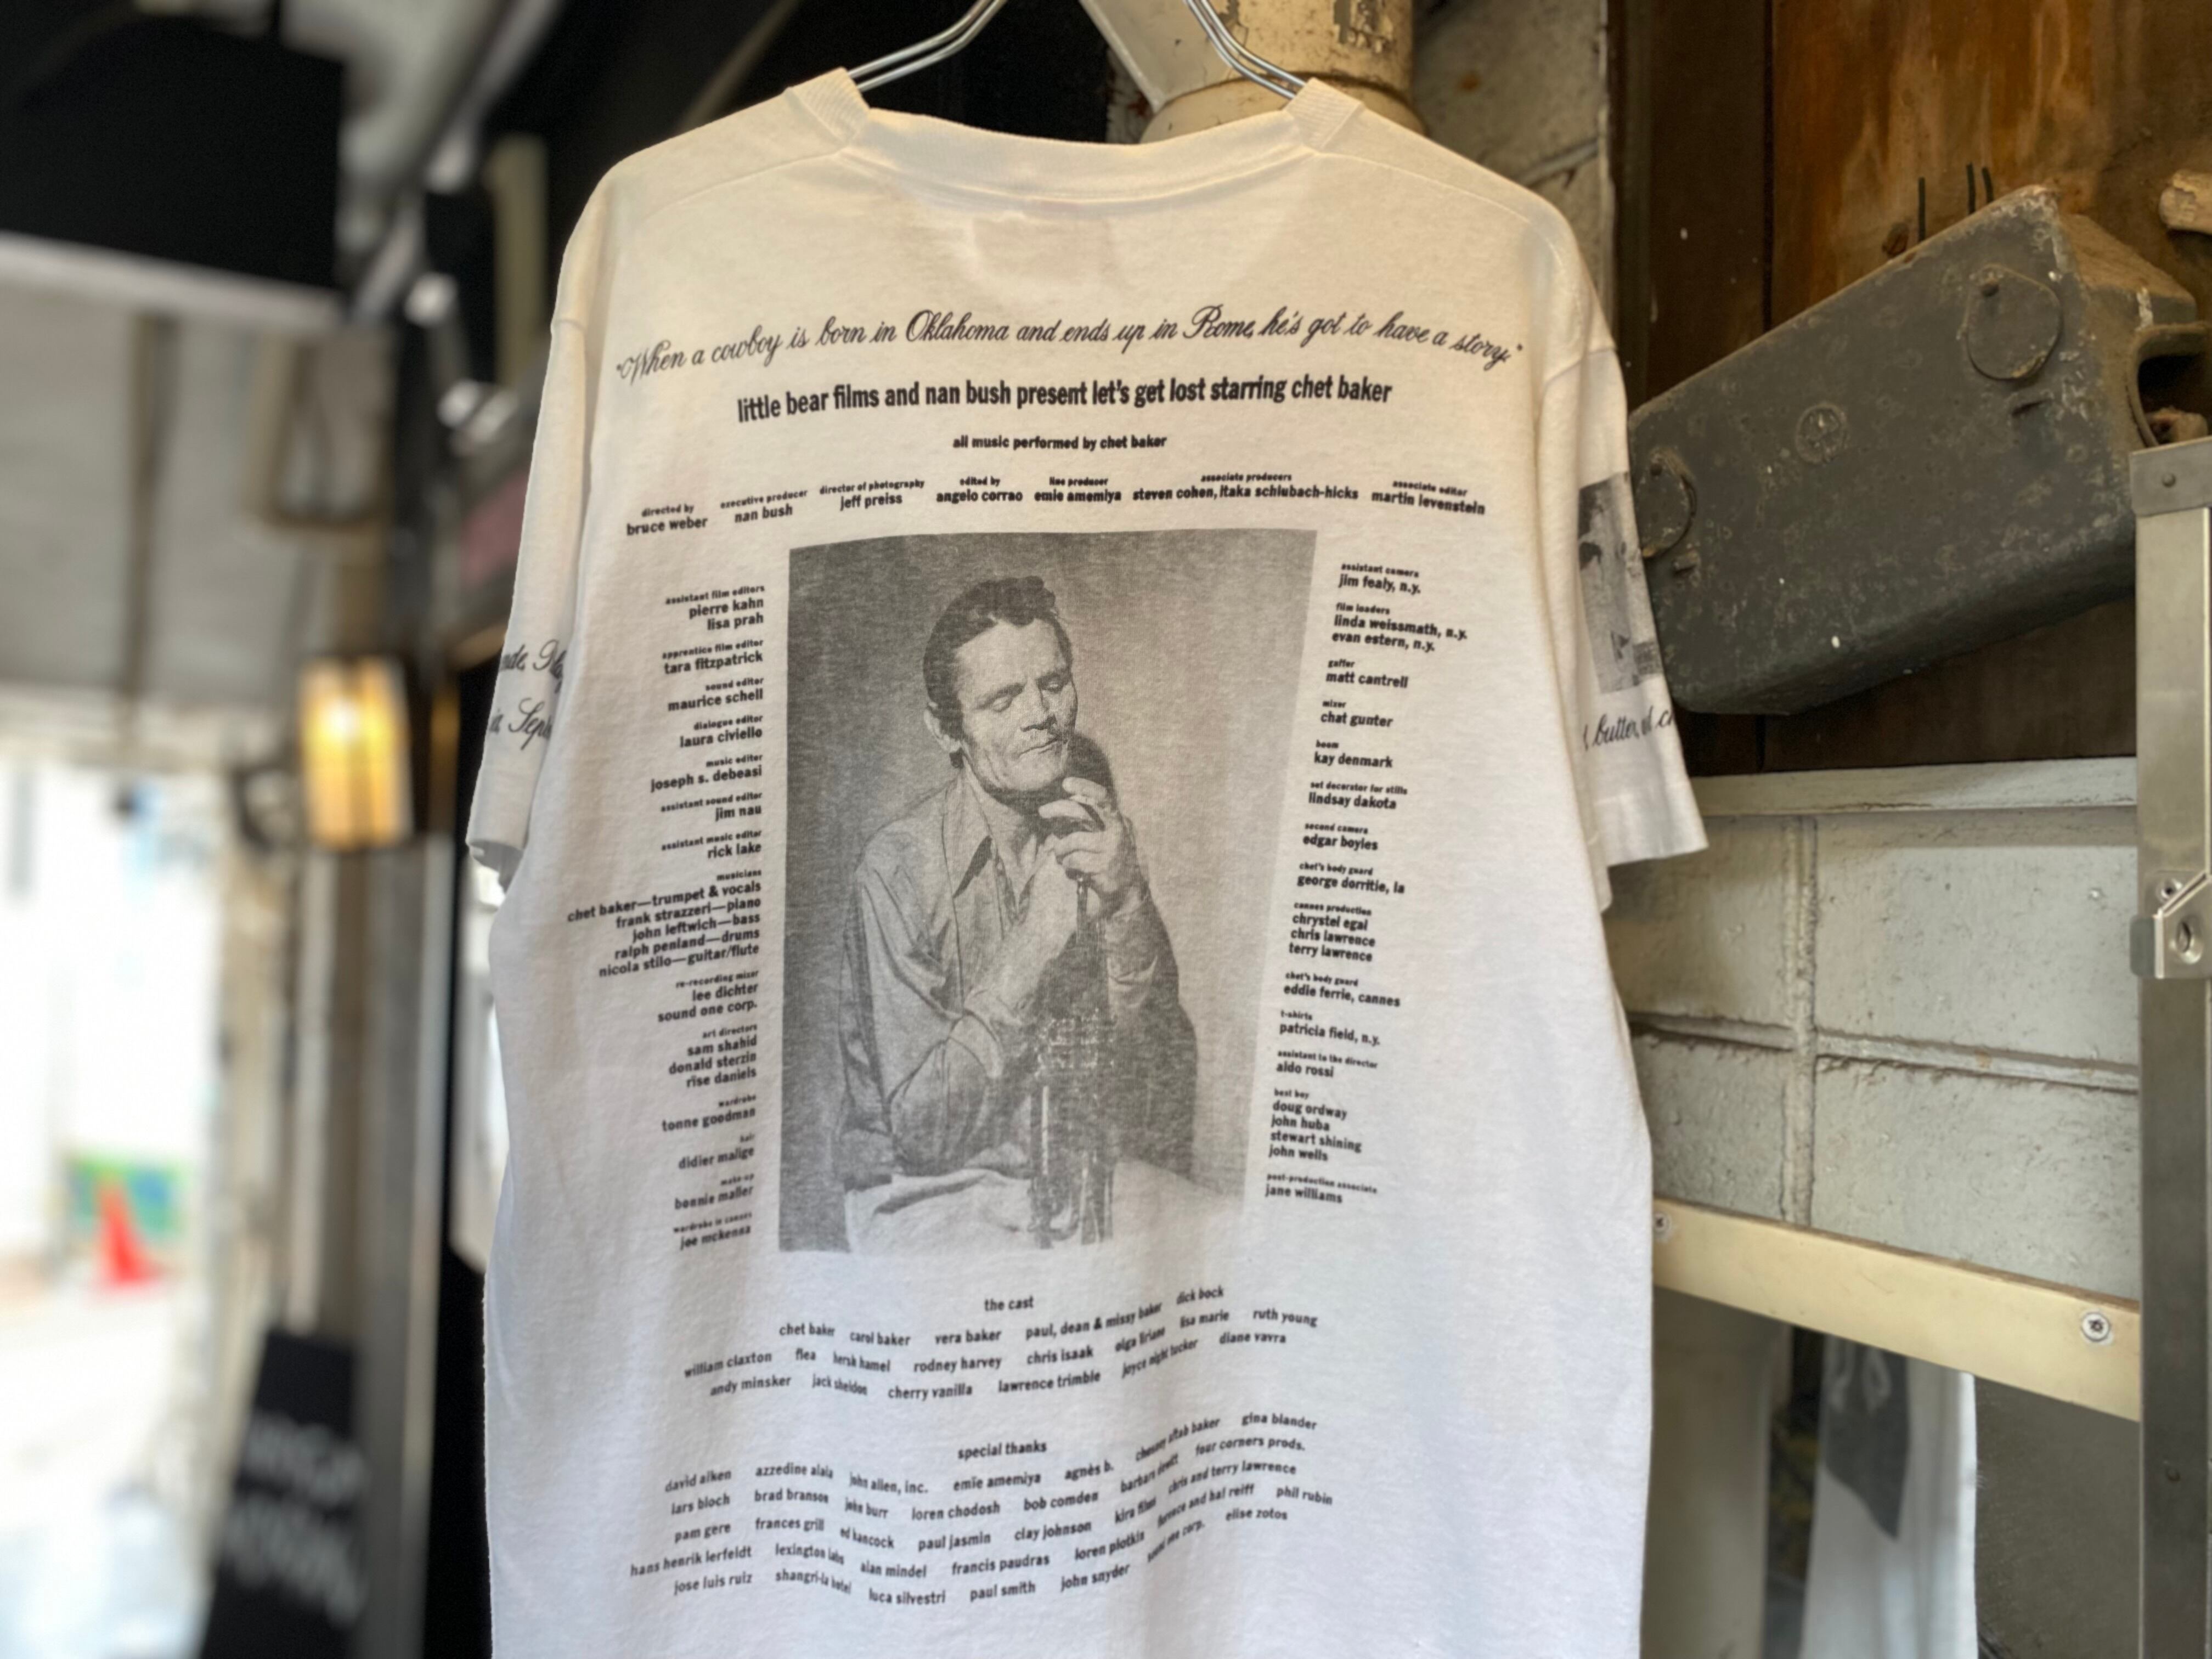 "When a cowboy is born in Oklahoma and ends up in Rome, he's got to have a story."
little bear films and nan bush present let's get lost starring chet baker
all music performed by chet baker
directed by
bruce weber
executive producer
nan bush
director of photography
jeff preiss
edited by
angelo corrao
line producer
emie amemiya
associate producers
steven cohen, itaka schlubach-hicks
associate editor
martin levenstein
assistant film editors
pierre kahn
lisa prah
apprentice film editor
tara fitzpatrick
sound editor
maurice schell
dialogue editor
laura civiello
music editor
joseph s. debeasi
assistant sound editor
jim nau
assistant music editor
rick lake
musicians
chet baker—trumpet & vocals
frank strazzeri—piano
john leftwich—bass
ralph penland—drums
nicola stilo—guitar/flute
re-recording mixer
lee dichter
sound one corp.
art directors
sam shahid
donald sterzin
rise daniels
wardrobe
tonne goodman
hair
didier malige
make-up
bonnie maller
wardrobe in cannes
joe mckenna
assistant camera
jim fealy, n.y.
film loaders
linda weissmath, n.y.
evan estern, n.y.
gaffer
matt cantrell
mixer
chat gunter
boom
kay denmark
set decorator for stills
lindsay dakota
second camera
edgar boyles
chet's body guard
george dorritie, la
cannes production
chrystel egal
chris lawrence
terry lawrence
chet's body guard
eddie ferrie, cannes
t-shirts
patricia field, n.y.
assistant to the director
aldo rossi
best boy
doug ordway
john huba
stewart shining
john wells
post-production associate
jane williams
the cast
chet baker carol baker vera baker paul, dean & missy baker dick bock
william claxton flea hersh hamel rodney harvey chris isaak lisa marie ruth young
andy minsker jack sheldon cherry vanilla lawrence trimble joyce night tucker diane vavra
special thanks
david aiken azzedine alaia john allen, inc. emie amemiya agnès b. aftab baker gina blander
lars bloch brad branson john burr loren chodosh bob comden four corners prods.
pam gere frances grill ed hancock paul jasmin clay johnson kira films chris and terry lawrence
hans henrik lerfeldt lexington labs alan mindel francis paudras loren plotkin florence and hal reiff phil rubin
jose luis ruiz shangri-la hotel luca silvestri paul smith john snyder sound one corp. elise zotos
butter,